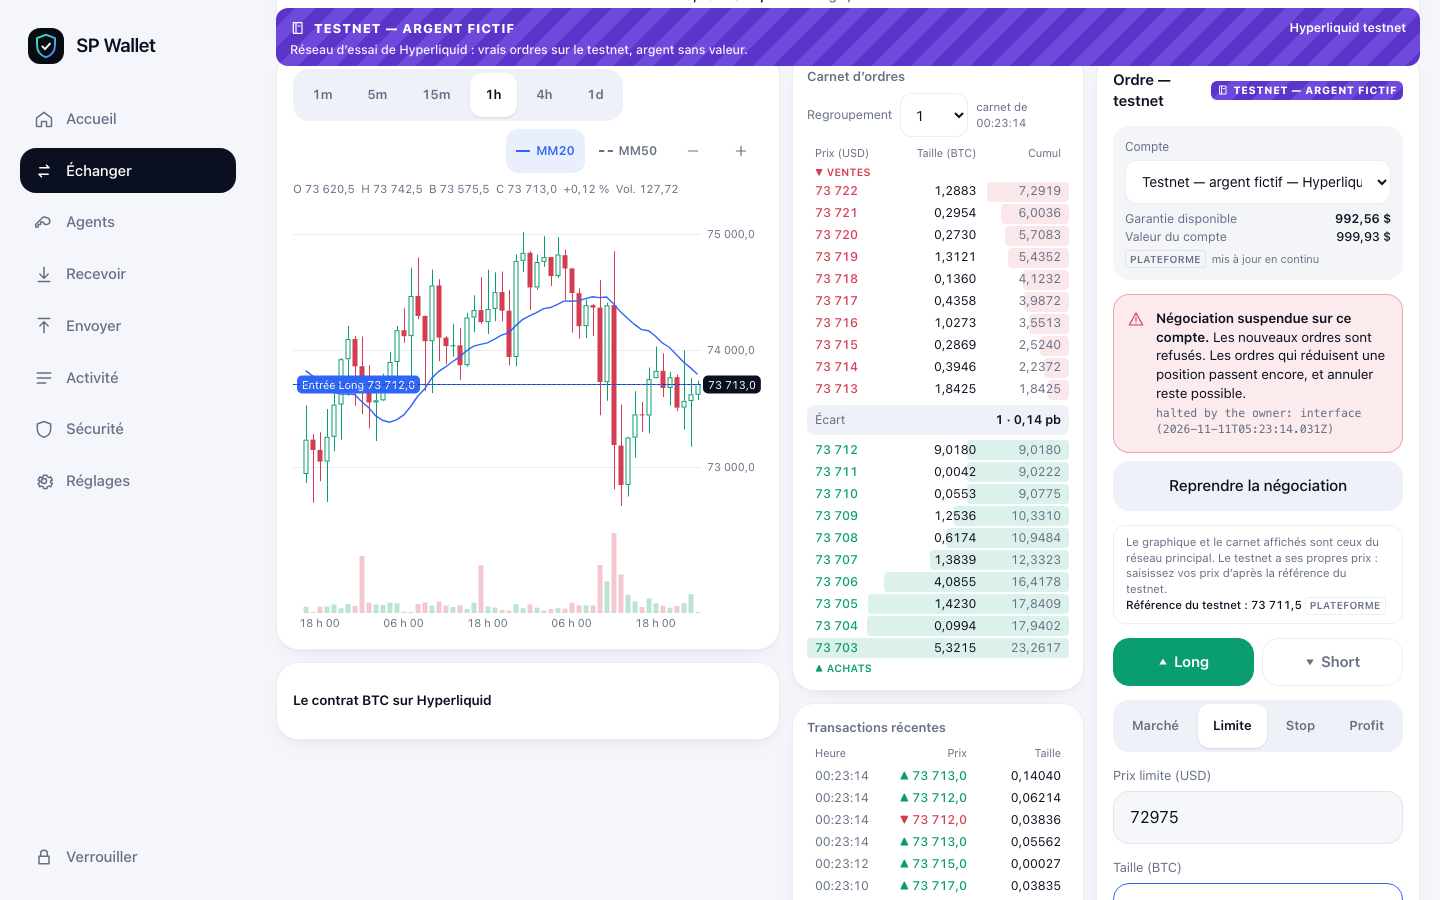 SP Wallet
Accueil
Échanger
Agents
Recevoir
Envoyer
Activité
Sécurité
Réglages
Verrouiller
TESTNET — ARGENT FICTIF
Hyperliquid testnet
Réseau d'essai de Hyperliquid : vrais ordres sur le testnet, argent sans valeur.
1m 5m 15m 1h 4h 1d
MM20 MM50 − +
O 73 620,5 H 73 742,5 B 73 575,5 C 73 713,0 +0,12 % Vol. 127,72
75 000,0
74 000,0
Entrée Long 73 712,0
73 713,0
73 000,0
18 h 00 06 h 00 18 h 00 06 h 00 18 h 00
Le contrat BTC sur Hyperliquid
Carnet d'ordres
Regroupement 1 carnet de
00:23:14
Prix (USD) Taille (BTC) Cumul
▼ VENTES
73 722 1,2883 7,2919
73 721 0,2954 6,0036
73 720 0,2730 5,7083
73 719 1,3121 5,4352
73 718 0,1360 4,1232
73 717 0,4358 3,9872
73 716 1,0273 3,5513
73 715 0,2869 2,5240
73 714 0,3946 2,2372
73 713 1,8425 1,8425
Écart 1 · 0,14 pb
73 712 9,0180 9,0180
73 711 0,0042 9,0222
73 710 0,0553 9,0775
73 709 1,2536 10,3310
73 708 0,6174 10,9484
73 707 1,3839 12,3323
73 706 4,0855 16,4178
73 705 1,4230 17,8409
73 704 0,0994 17,9402
73 703 5,3215 23,2617
▲ ACHATS
Transactions récentes
Heure Prix Taille
00:23:14 ▲ 73 713,0 0,14040
00:23:14 ▲ 73 712,0 0,06214
00:23:14 ▼ 73 712,0 0,03836
00:23:14 ▲ 73 713,0 0,05562
00:23:12 ▲ 73 715,0 0,00027
00:23:10 ▲ 73 717,0 0,03835
Ordre —
testnet
TESTNET — ARGENT FICTIF
Compte
Testnet — argent fictif — Hyperliqu
Garantie disponible 992,56 $
Valeur du compte 999,93 $
PLATEFORME mis à jour en continu
Négociation suspendue sur ce
compte. Les nouveaux ordres sont
refusés. Les ordres qui réduisent une
position passent encore, et annuler
reste possible.
halted by the owner: interface
(2026-11-11T05:23:14.031Z)
Reprendre la négociation
Le graphique et le carnet affichés sont ceux du
réseau principal. Le testnet a ses propres prix :
saisissez vos prix d'après la référence du
testnet.
Référence du testnet : 73 711,5 PLATEFORME
▲ Long ▼ Short
Marché Limite Stop Profit
Prix limite (USD)
72975
Taille (BTC)